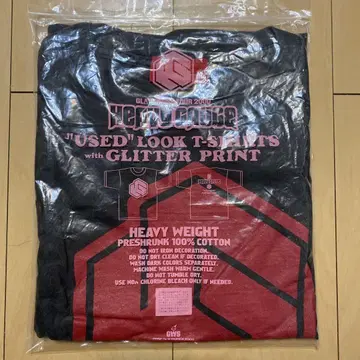 "USED" LOOK T-SHIRTS
with GLITTER PRINT
HEAVY WEIGHT
PRESHRUNK 100% COTTON
DO NOT IRON DECORATION.
DO NOT DRY CLEAN IF DECORATED.
WASH DARK COLORS SEPARATELY.
MACHINE WASH WARM GENTLE.
DO NOT TUMBLE DRY.
USE NON CHLORINE BLEACH ONLY IF NEEDED.
GWS